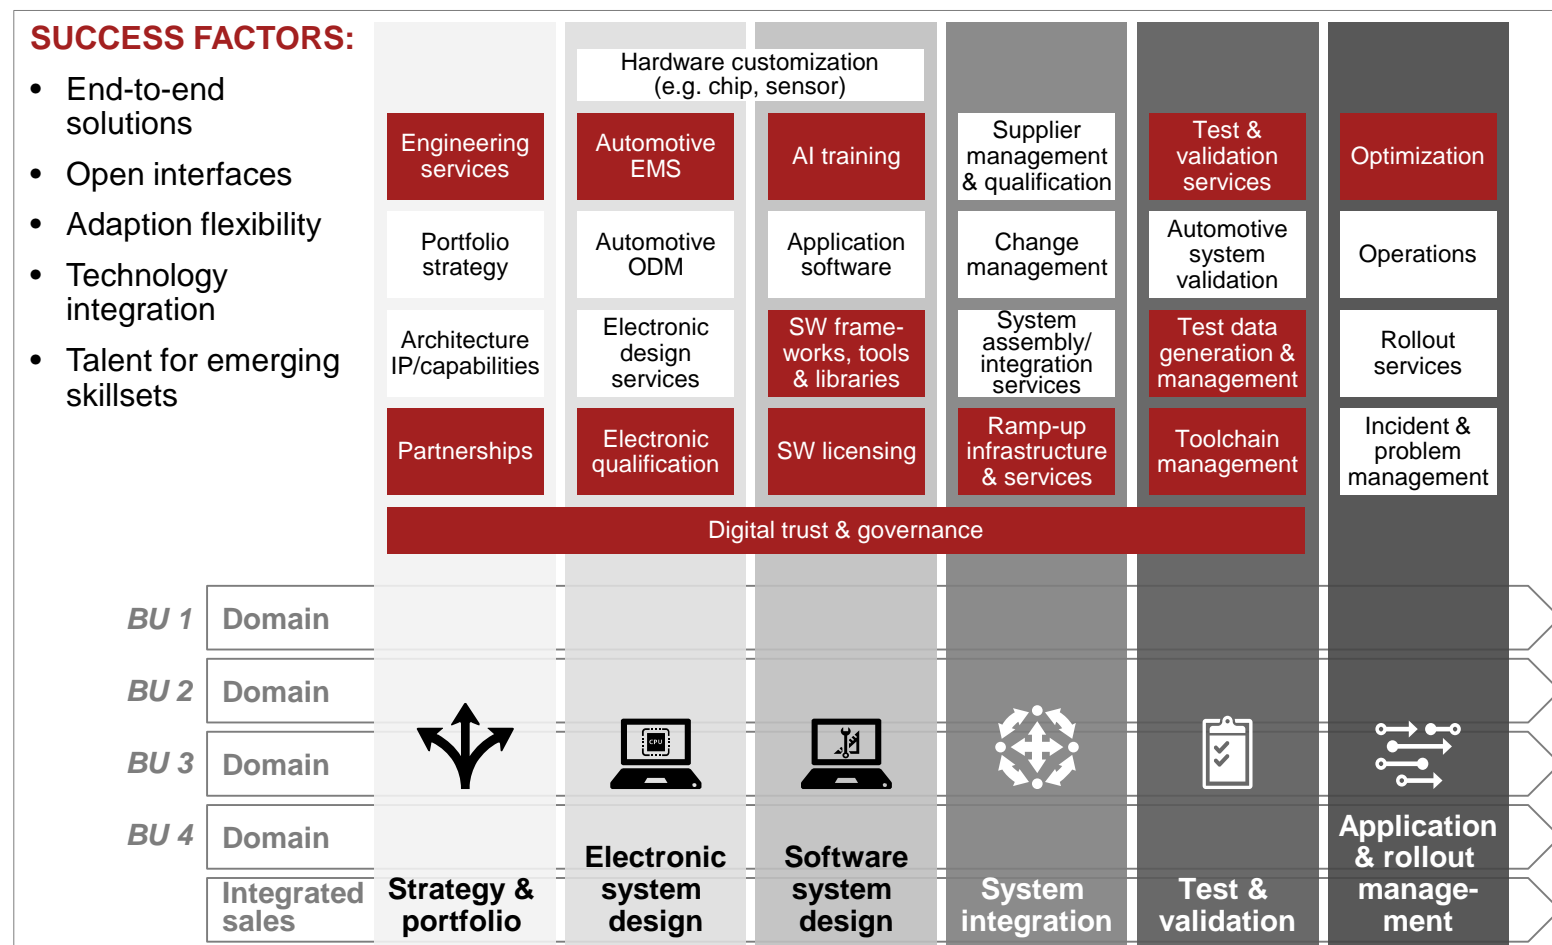 SUCCESS FACTORS:
• End-to-end
solutions
• Open interfaces
• Adaption flexibility
• Technology
integration
• Talent for emerging
skillsets
Hardware customization
(e.g. chip, sensor)
Engineering
services
Automotive
EMS
AI training
Supplier
management
& qualification
Test &
validation
services
Optimization
Portfolio
strategy
Automotive
ODM
Application
software
Change
management
Automotive
system
validation
Operations
Architecture
IP/capabilities
Electronic
design
services
SW frame-
works, tools
& libraries
System
assembly/
integration
services
Test data
generation &
management
Rollout
services
Partnerships
Electronic
qualification
SW licensing
Ramp-up
infrastructure
& services
Toolchain
management
Incident &
problem
management
Digital trust & governance
BU 1 Domain
BU 2 Domain
BU 3 Domain
BU 4 Domain
Integrated
sales
CPU
Strategy &
portfolio
Electronic
system
design
Software
system
design
System
integration
Test &
validation
Application
& rollout
manage-
ment